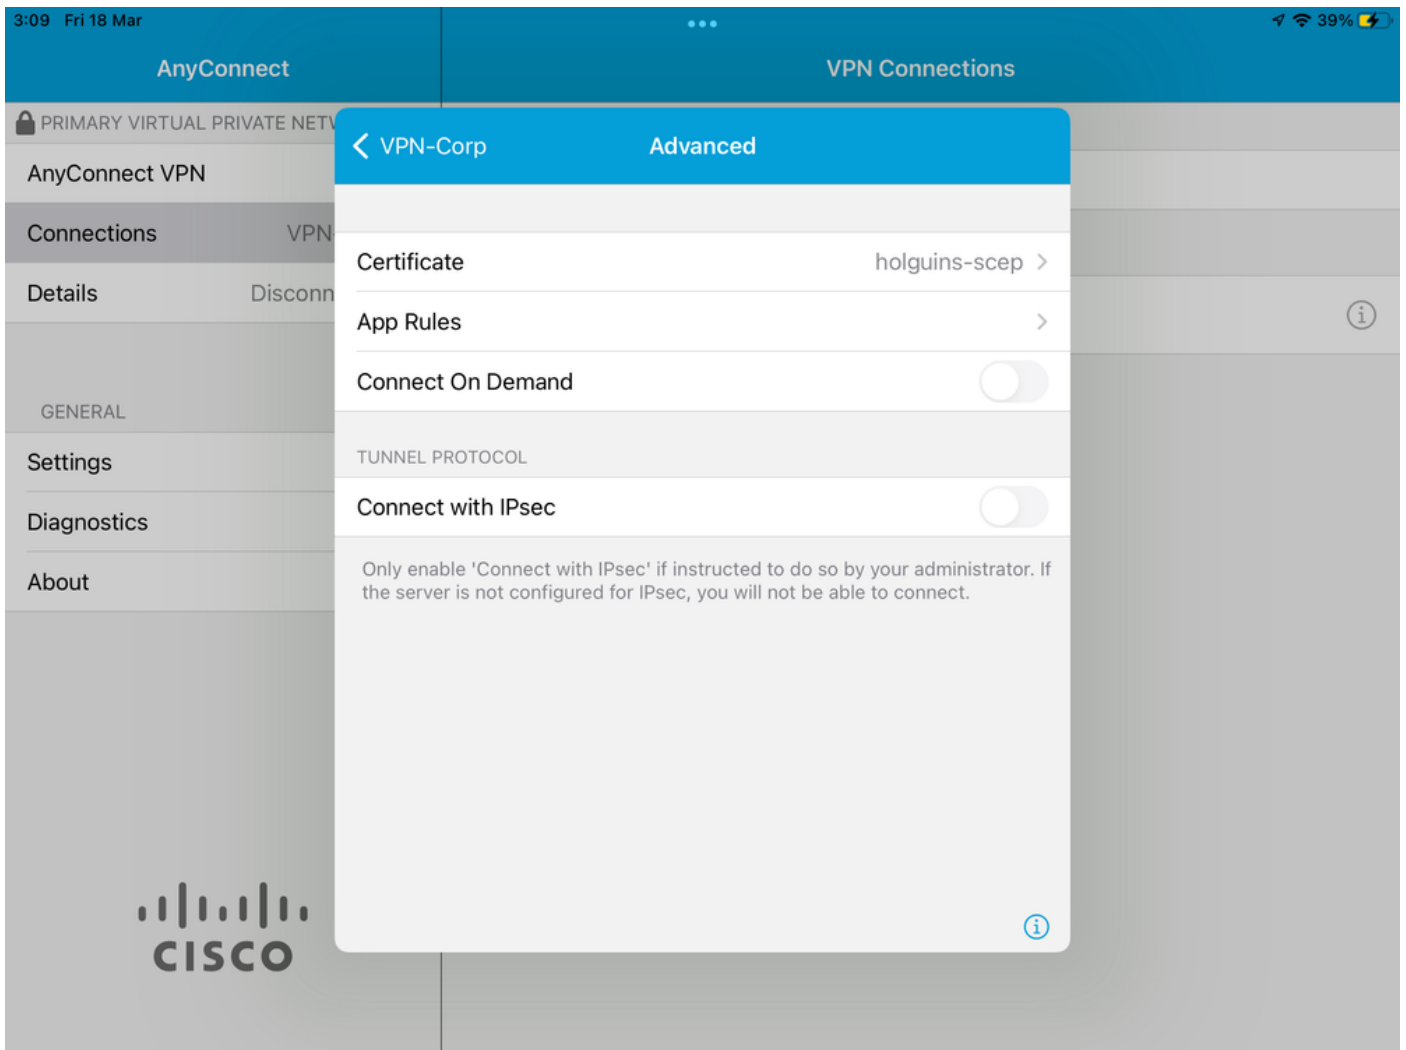 3:09 Fri 18 Mar
39%
AnyConnect
VPN Connections
PRIMARY VIRTUAL PRIVATE NETW
AnyConnect VPN
Connections VPN-
Details Disconn
GENERAL
Settings
Diagnostics
About
CISCO
VPN-Corp
Advanced
Certificate holguins-scep
App Rules
Connect On Demand
TUNNEL PROTOCOL
Connect with IPsec
Only enable 'Connect with IPsec' if instructed to do so by your administrator. If
the server is not configured for IPsec, you will not be able to connect.